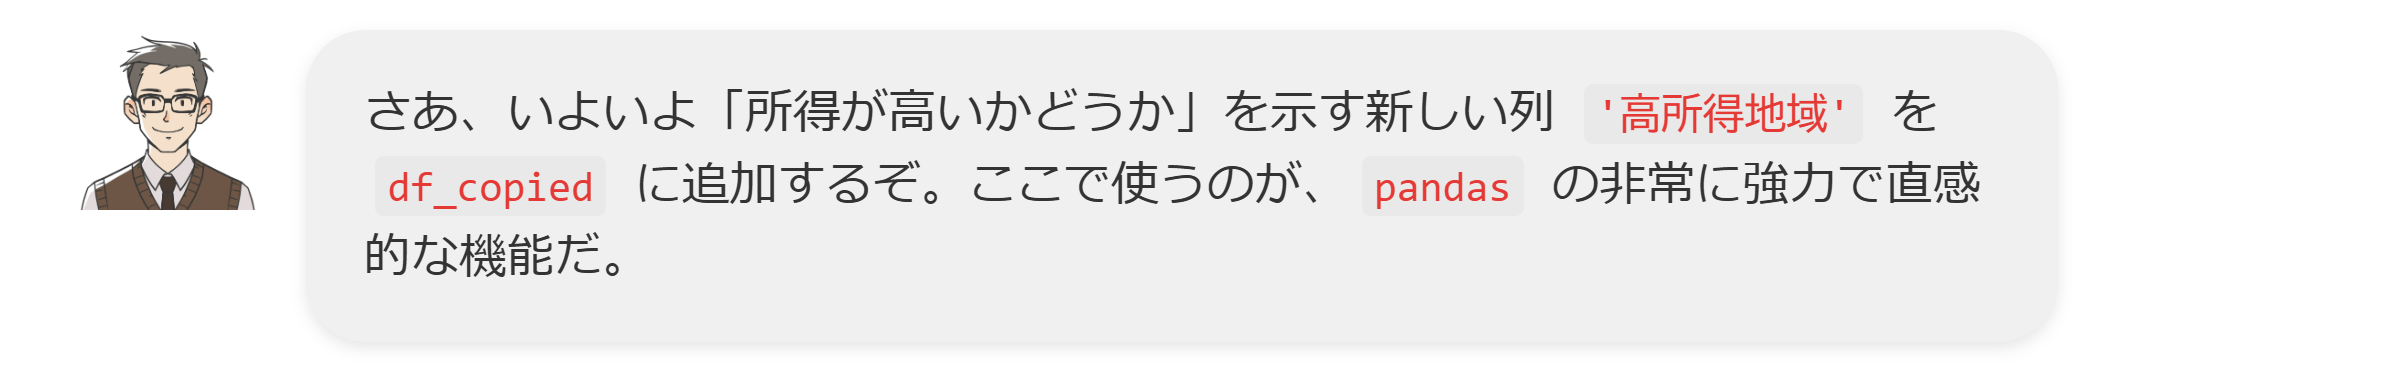 さあ、いよいよ「所得が高いかどうか」を示す新しい列 '高所得地域' を
df_copied に追加するぞ。ここで使うのが、 pandas の非常に強力で直感
的な機能だ。